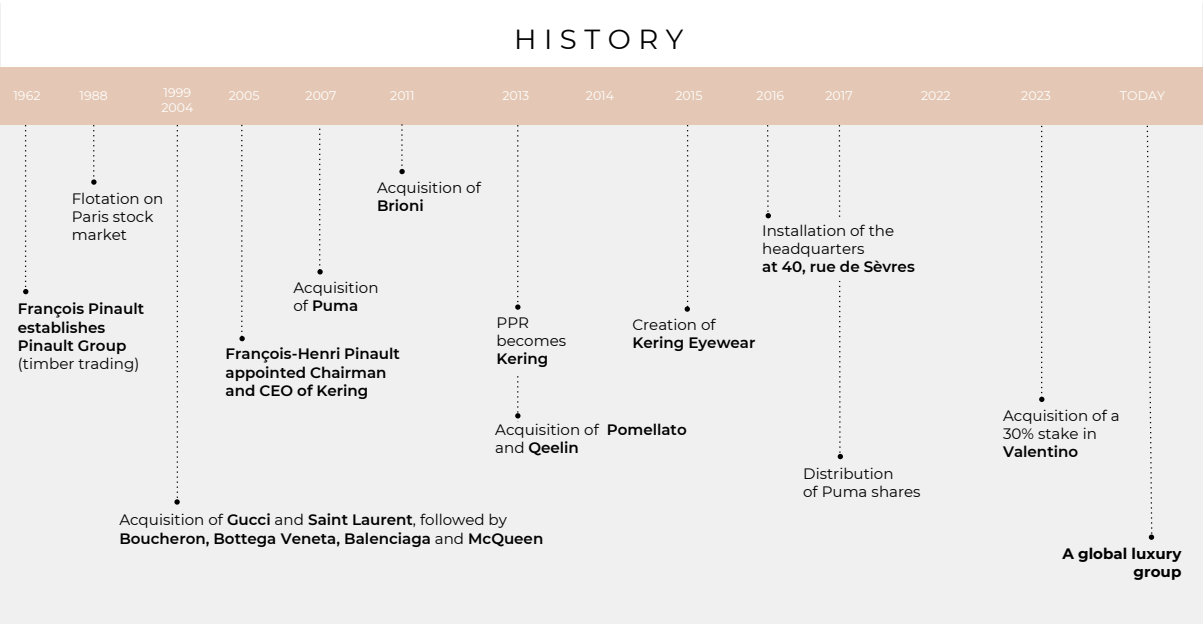 HISTORY
1962 1988 1999 2004 2005 2007 2011 2013 2014 2015 2016 2017 2022 2023 TODAY
François Pinault
establishes
Pinault Group
(timber trading)
Flotation on
Paris stock
market
Acquisition of Gucci and Saint Laurent, followed by
Boucheron, Bottega Veneta, Balenciaga and McQueen
François-Henri Pinault
appointed Chairman
and CEO of Kering
Acquisition
of Puma
Acquisition of
Brioni
PPR
becomes
Kering
Acquisition of Pomellato
and Qeelin
Creation of
Kering Eyewear
Installation of the
headquarters
at 40, rue de Sèvres
Distribution
of Puma shares
Acquisition of a
30% stake in
Valentino
A global luxury
group